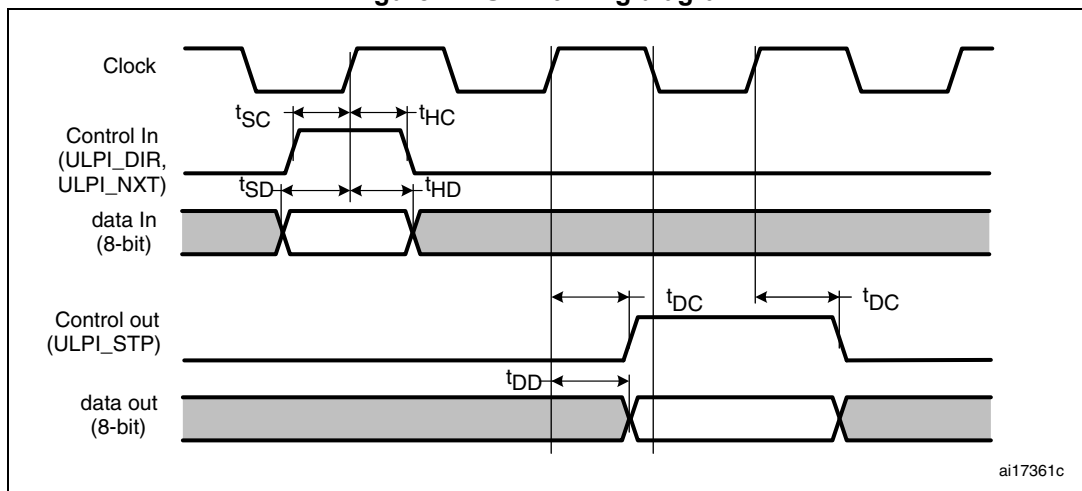 Clock
tSC
tHC
Control In
(ULPI_DIR,
ULPI_NXT)
tSD
tHD
data In
(8-bit)
tDC
tDC
Control out
(ULPI_STP)
tDD
data out
(8-bit)
ai17361c